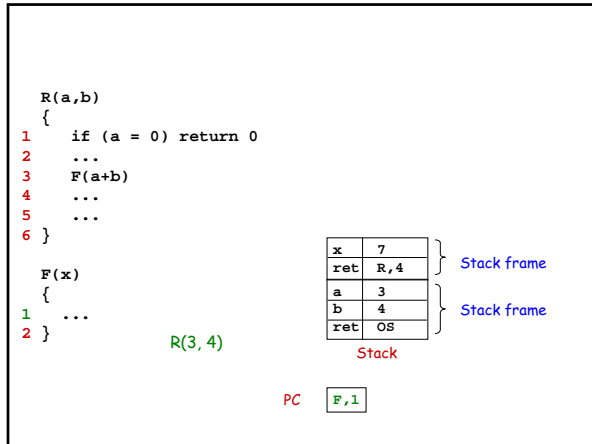 R(a,b)
{
1 if (a = 0) return 0
2 ...
3 F(a+b)
4 ...
5 ...
6 }
F(x)
{
1 ...
2 }
R(3, 4)
x 7
ret R,4
Stack frame
a 3
b 4
ret OS
Stack frame
Stack
PC F,1